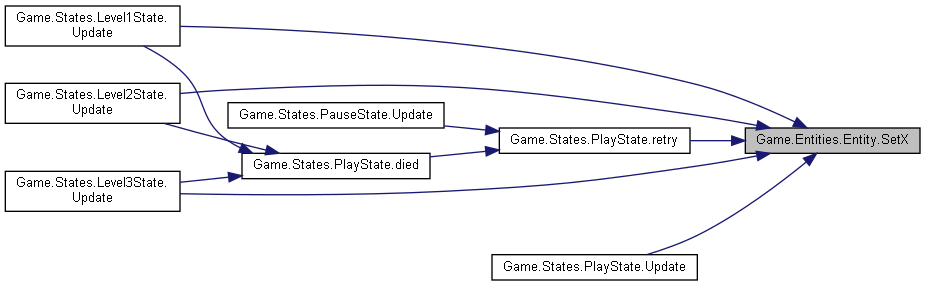 Game.States.Level1State.
Update
Game.States.Level2State.
Update
Game.States.PauseState.Update
Game.States.PlayState.retry
Game.Entities.Entity.SetX
Game.States.PlayState.died
Game.States.Level3State.
Update
Game.States.PlayState.Update